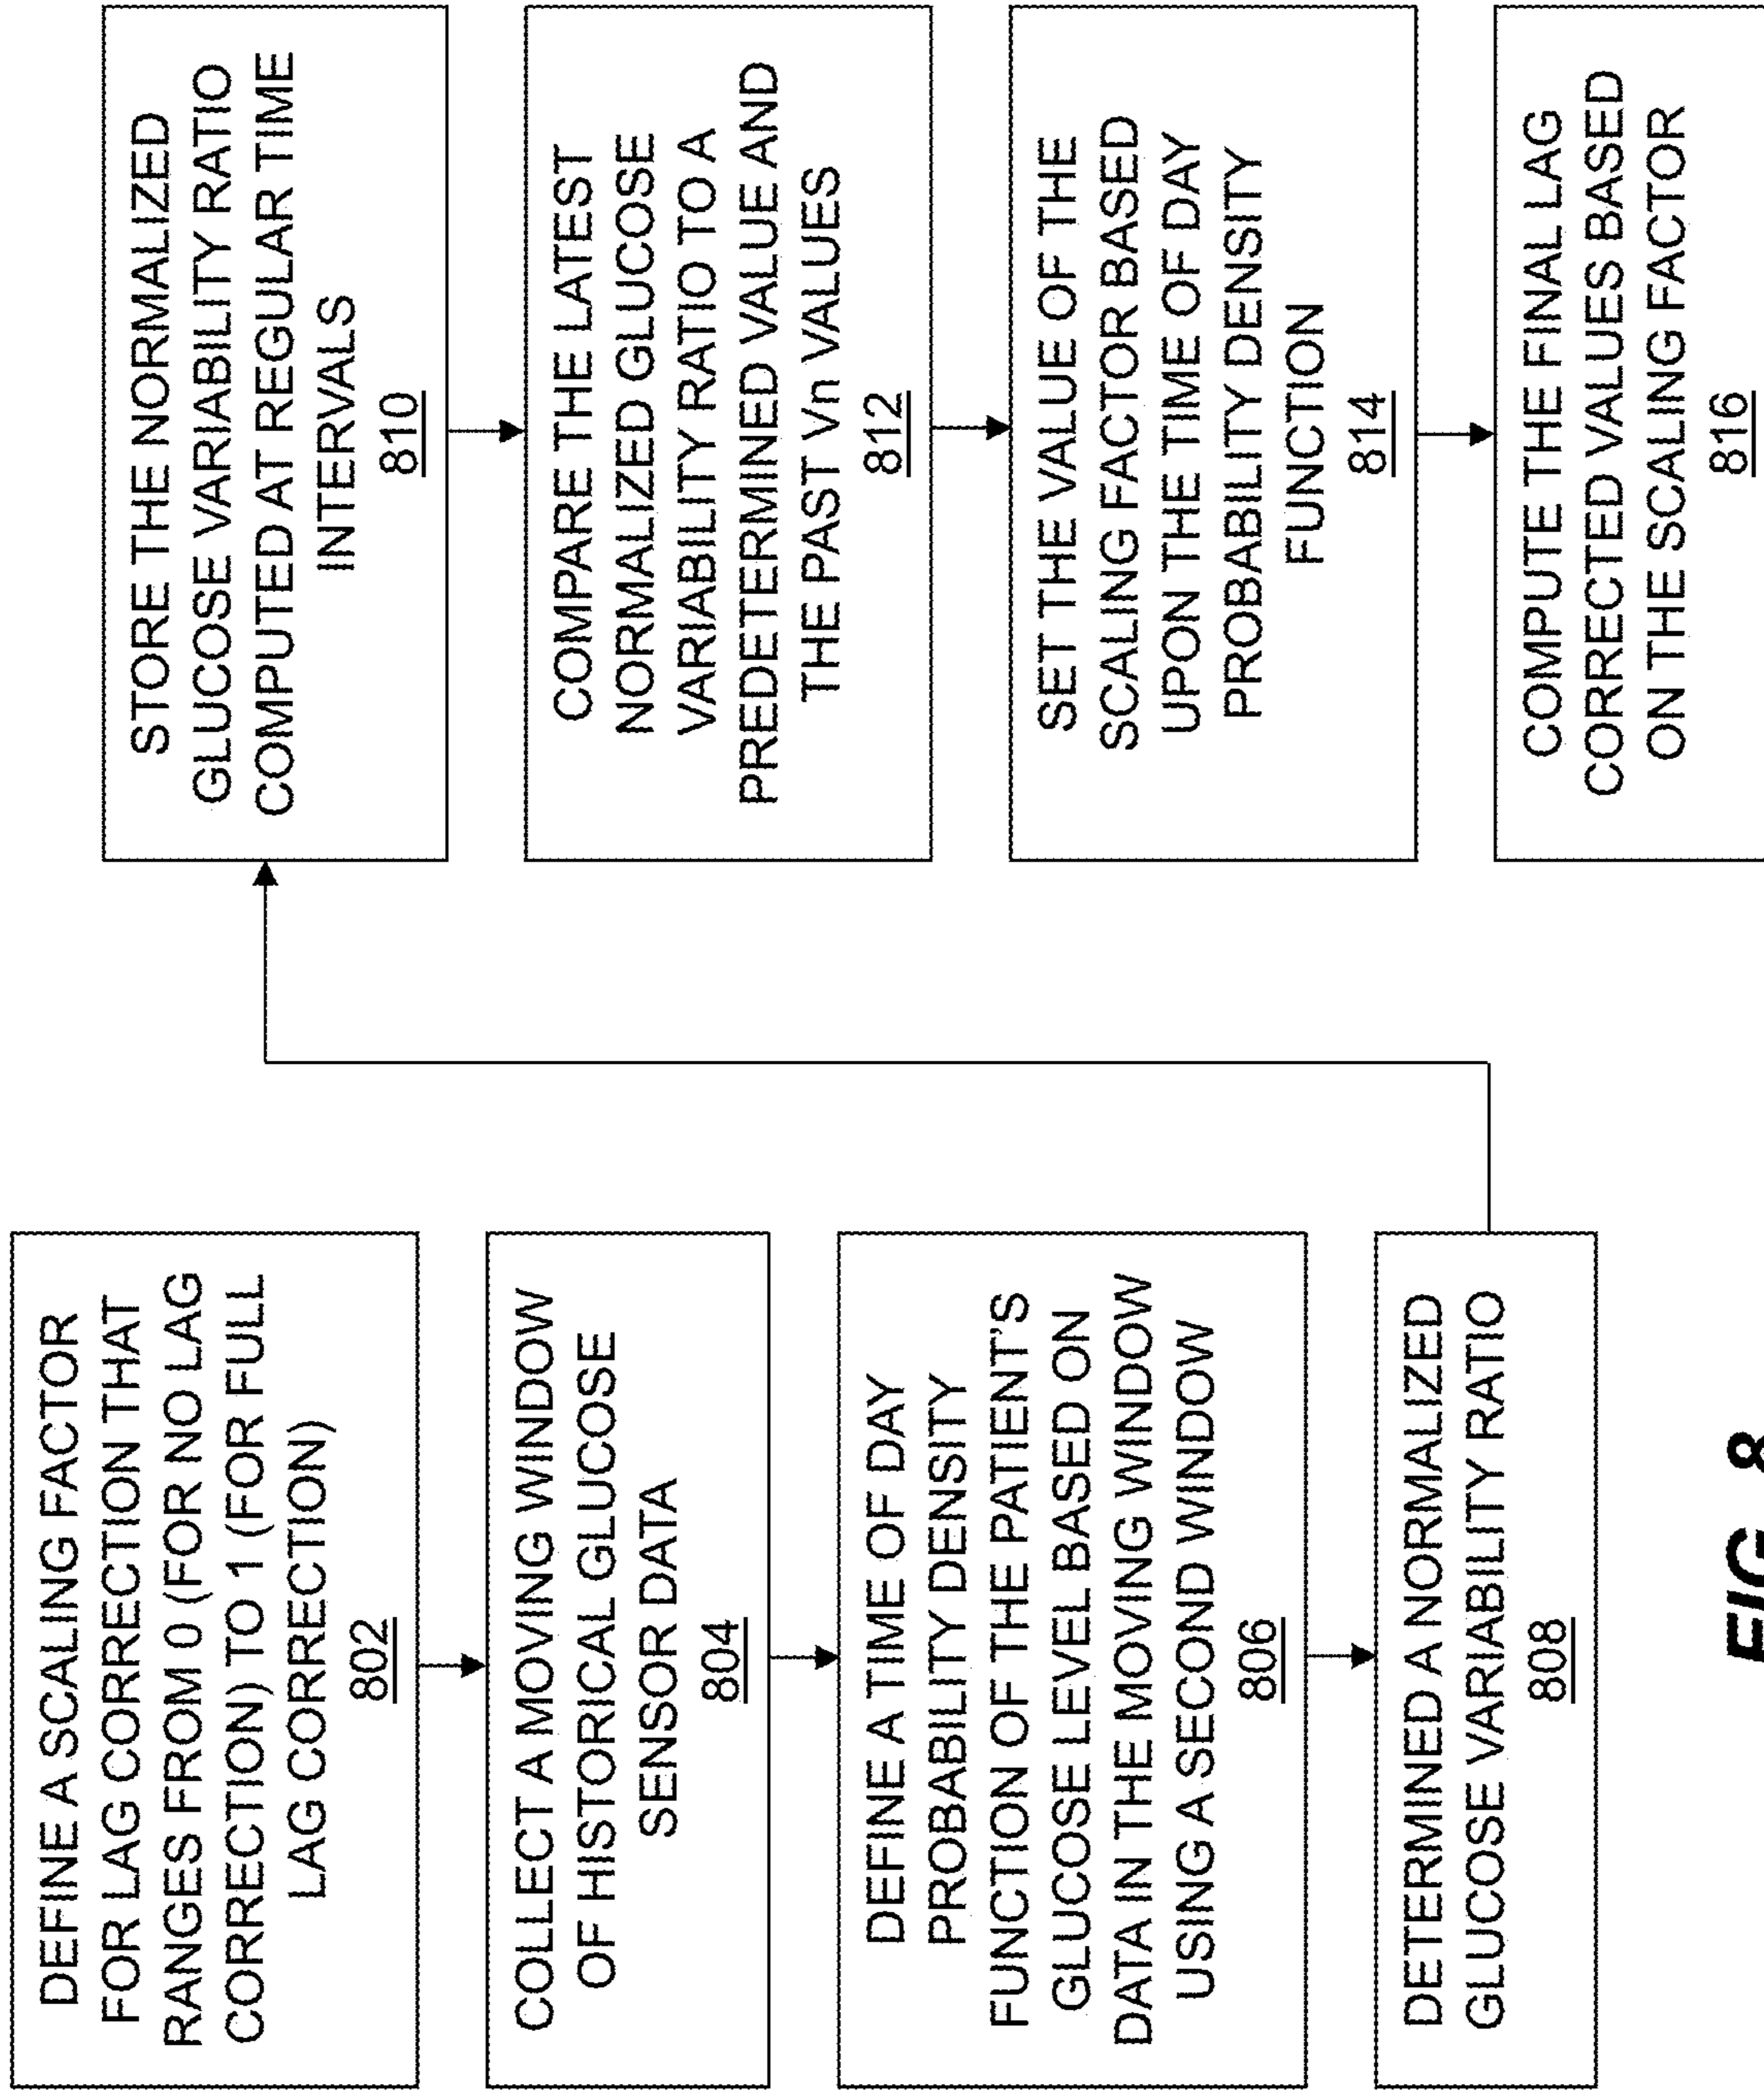 DEFINE A SCALING FACTOR
FOR LAG CORRECTION THAT
RANGES FROM 0 (FOR NO LAG
CORRECTION) TO 1 (FOR FULL
LAG CORRECTION)
802
COLLECT A MOVING WINDOW
OF HISTORICAL GLUCOSE
SENSOR DATA
804
DEFINE A TIME OF DAY
PROBABILITY DENSITY
FUNCTION OF THE PATIENT'S
GLUCOSE LEVEL BASED ON
DATA IN THE MOVING WINDOW
USING A SECOND WINDOW
806
DETERMINED A NORMALIZED
GLUCOSE VARIABILITY RATIO
808
STORE THE NORMALIZED
GLUCOSE VARIABILITY RATIO
COMPUTED AT REGULAR TIME
INTERVALS
810
COMPARE THE LATEST
NORMALIZED GLUCOSE
VARIABILITY RATIO TO A
PREDETERMINED VALUE AND
THE PAST Vn VALUES
812
SET THE VALUE OF THE
SCALING FACTOR BASED
UPON THE TIME OF DAY
PROBABILITY DENSITY
FUNCTION
814
COMPUTE THE FINAL LAG
CORRECTED VALUES BASED
ON THE SCALING FACTOR
816
FIG. 8